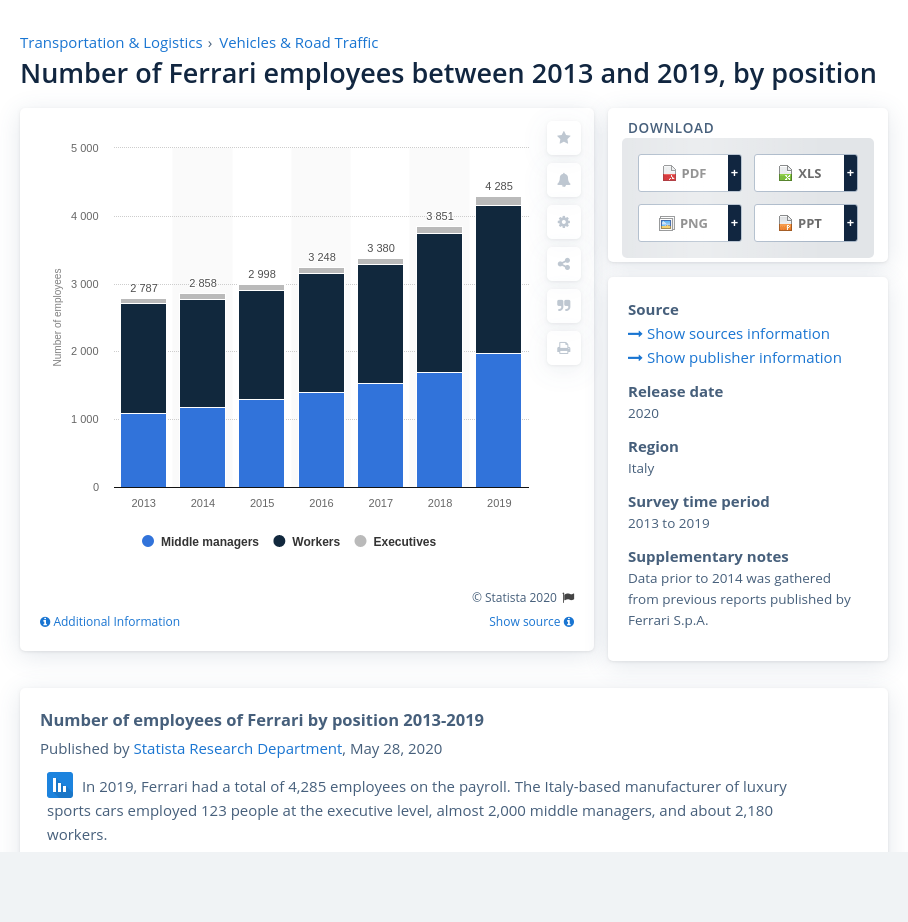 Transportation & Logistics › Vehicles & Road Traffic
Number of Ferrari employees between 2013 and 2019, by position
5 000
4 000
3 000
2 000
1 000
0
Number of employees
2 787
2 858
2 998
3 248
3 380
3 851
4 285
2013
2014
2015
2016
2017
2018
2019
Middle managers
Workers
Executives
© Statista 2020
Additional Information
Show source
DOWNLOAD
PDF +
XLS +
PNG +
PPT +
Source
Show sources information
Show publisher information
Release date
2020
Region
Italy
Survey time period
2013 to 2019
Supplementary notes
Data prior to 2014 was gathered
from previous reports published by
Ferrari S.p.A.
Number of employees of Ferrari by position 2013-2019
Published by Statista Research Department, May 28, 2020
In 2019, Ferrari had a total of 4,285 employees on the payroll. The Italy-based manufacturer of luxury
sports cars employed 123 people at the executive level, almost 2,000 middle managers, and about 2,180
workers.